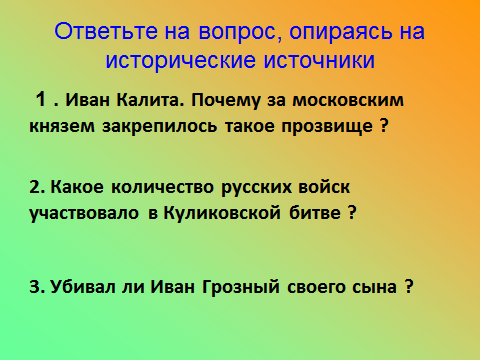 Ответьте на вопрос, опираясь на
исторические источники
1 . Иван Калита. Почему за московским
князем закрепилось такое прозвище ?
2. Какое количество русских войск
участвовало в Куликовской битве ?
3. Убивал ли Иван Грозный своего сына ?